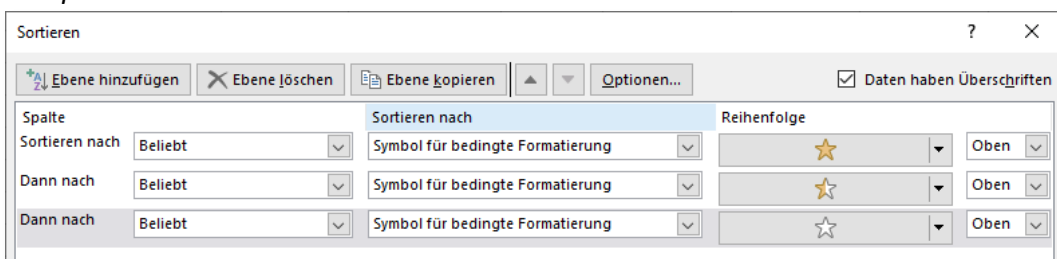 Sortieren ? ×
Ebene hinzufügen Ebene löschen Ebene kopieren Optionen... Daten haben Überschriften
Spalte Sortieren nach Reihenfolge
Sortieren nach Beliebt Symbol für bedingte Formatierung Oben
Dann nach Beliebt Symbol für bedingte Formatierung Oben
Dann nach Beliebt Symbol für bedingte Formatierung Oben